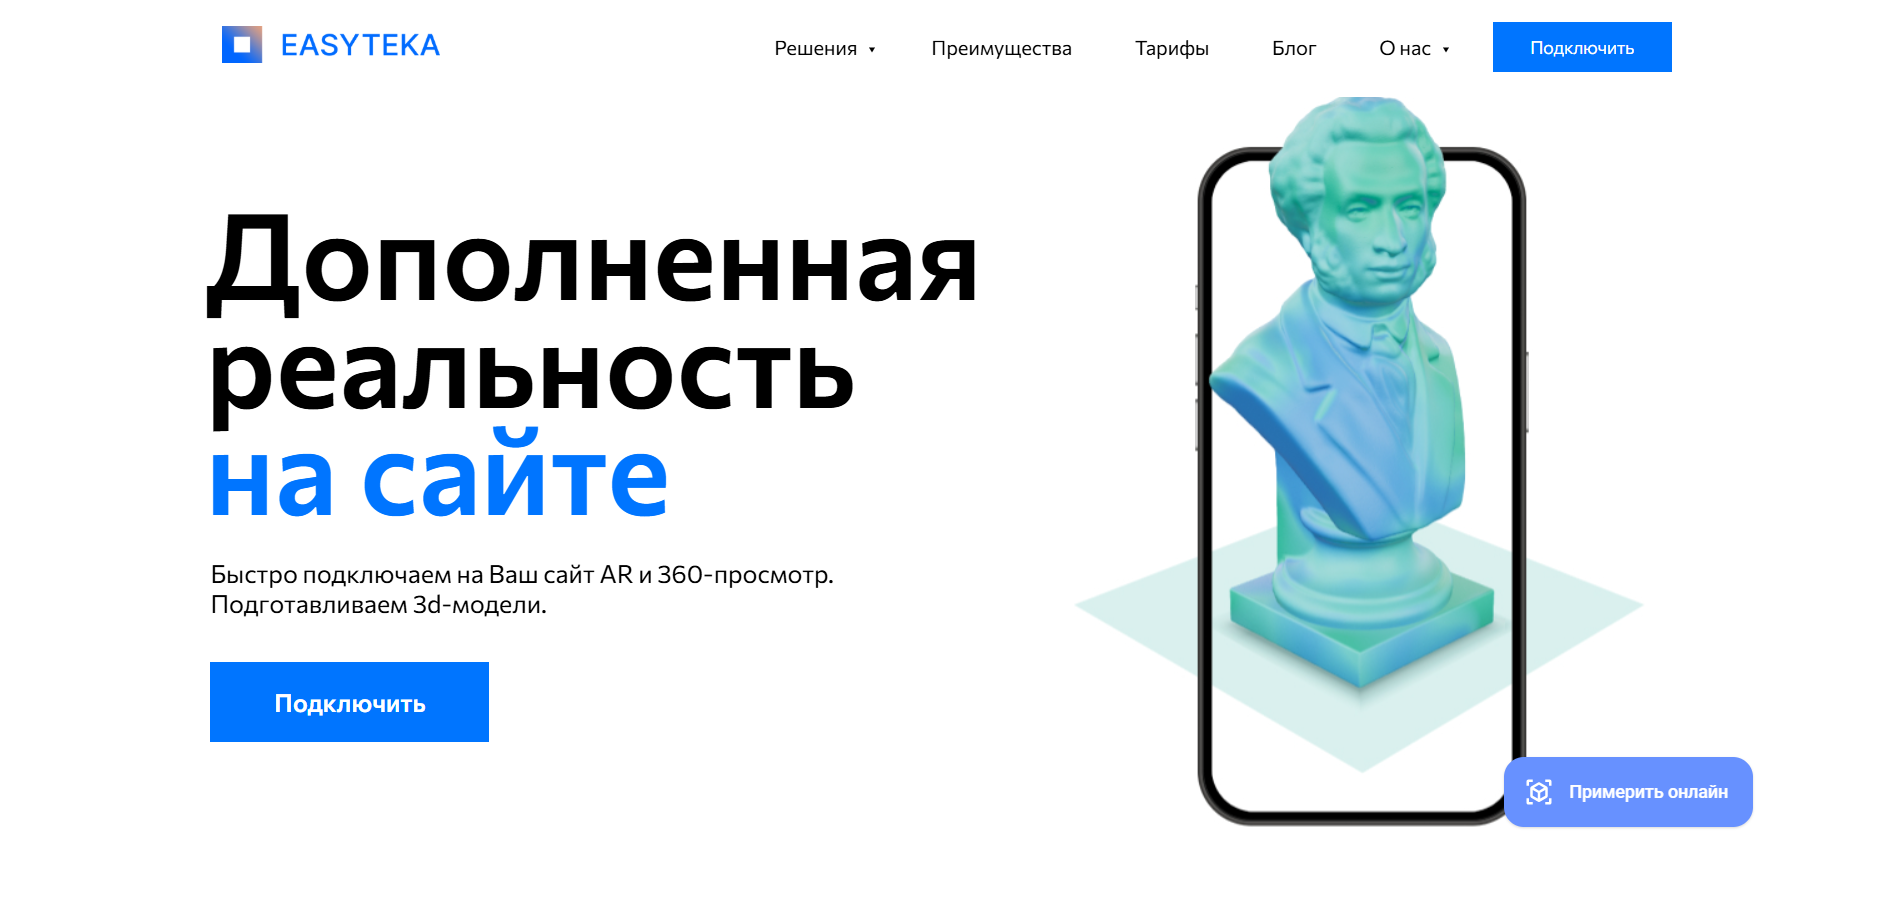 EASYTEKA
Решения
Преимущества
Тарифы
Блог
О нас
Подключить
Дополненная
реальность
на сайте
Быстро подключаем на Ваш сайт AR и 360-просмотр.
Подготавливаем 3d-модели.
Подключить
Примерить онлайн